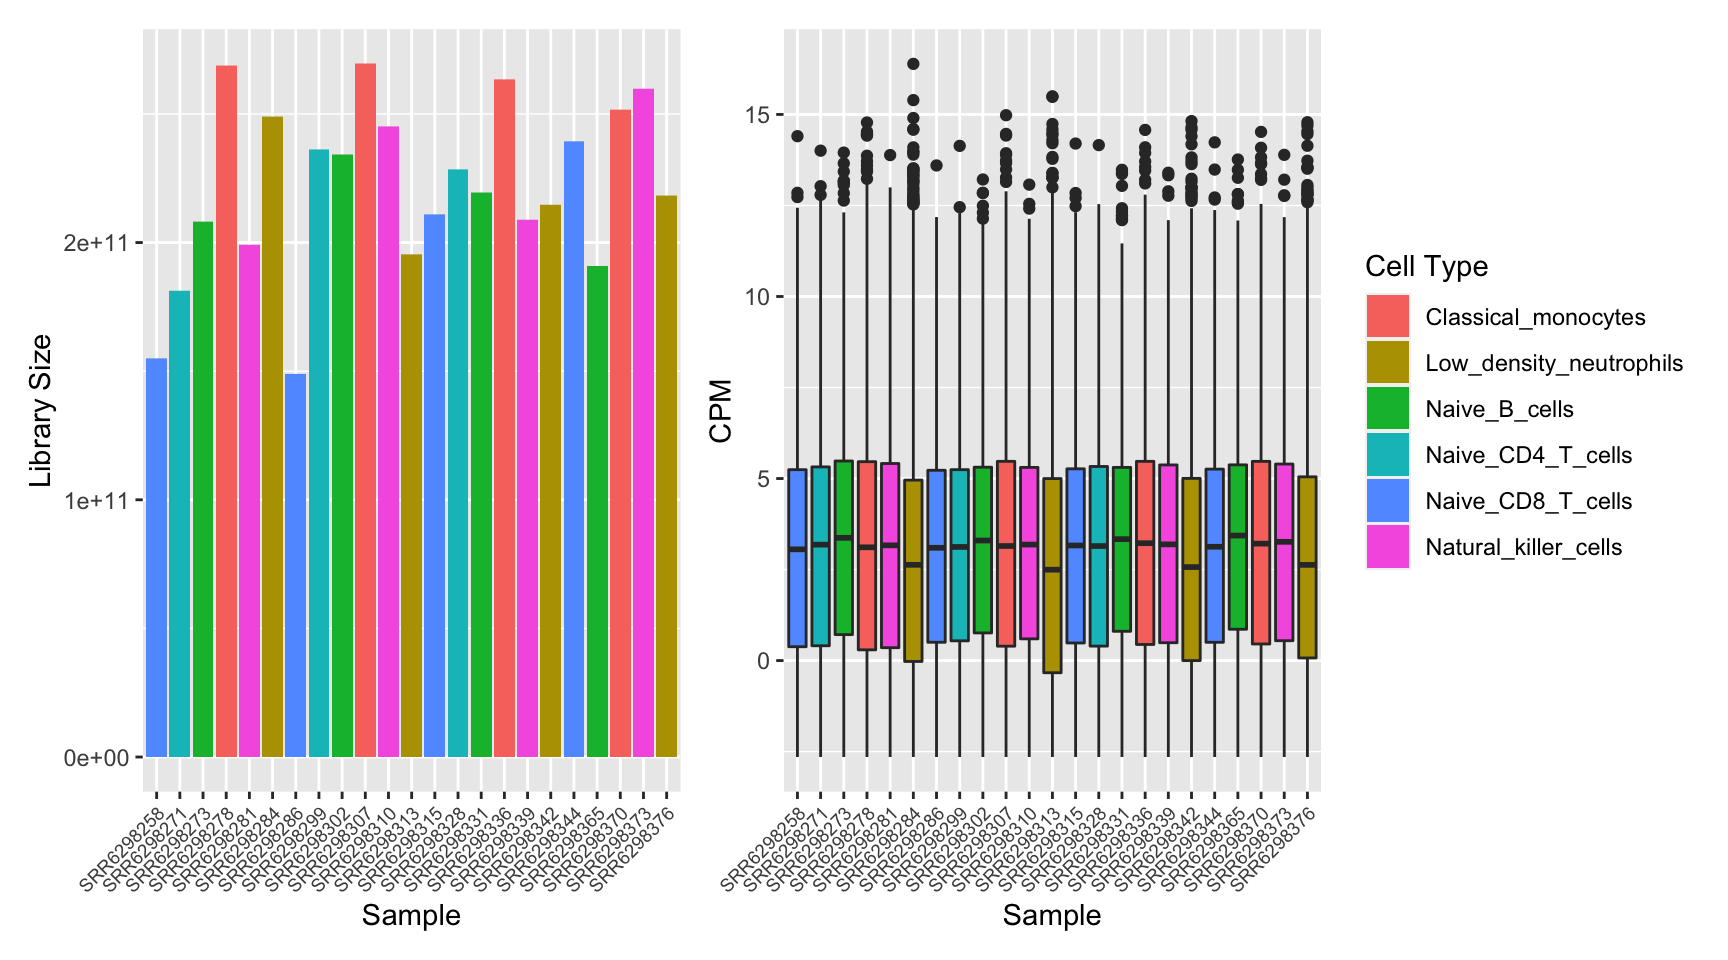 Library Size
2e+11
1e+11
0e+00
SRR6298258
SRR6298271
SRR6298273
SRR6298278
SRR6298281
SRR6298284
SRR6298286
SRR6298299
SRR6298302
SRR6298307
SRR6298310
SRR6298313
SRR6298315
SRR6298328
SRR6298331
SRR6298336
SRR6298339
SRR6298342
SRR6298344
SRR6298365
SRR6298370
SRR6298373
SRR6298376
Sample
CPM
15
10
5
0
SRR6298258
SRR6298271
SRR6298273
SRR6298278
SRR6298281
SRR6298284
SRR6298286
SRR6298299
SRR6298302
SRR6298307
SRR6298310
SRR6298313
SRR6298315
SRR6298328
SRR6298331
SRR6298336
SRR6298339
SRR6298342
SRR6298344
SRR6298365
SRR6298370
SRR6298373
SRR6298376
Sample
Cell Type
Classical_monocytes
Low_density_neutrophils
Naive_B_cells
Naive_CD4_T_cells
Naive_CD8_T_cells
Natural_killer_cells